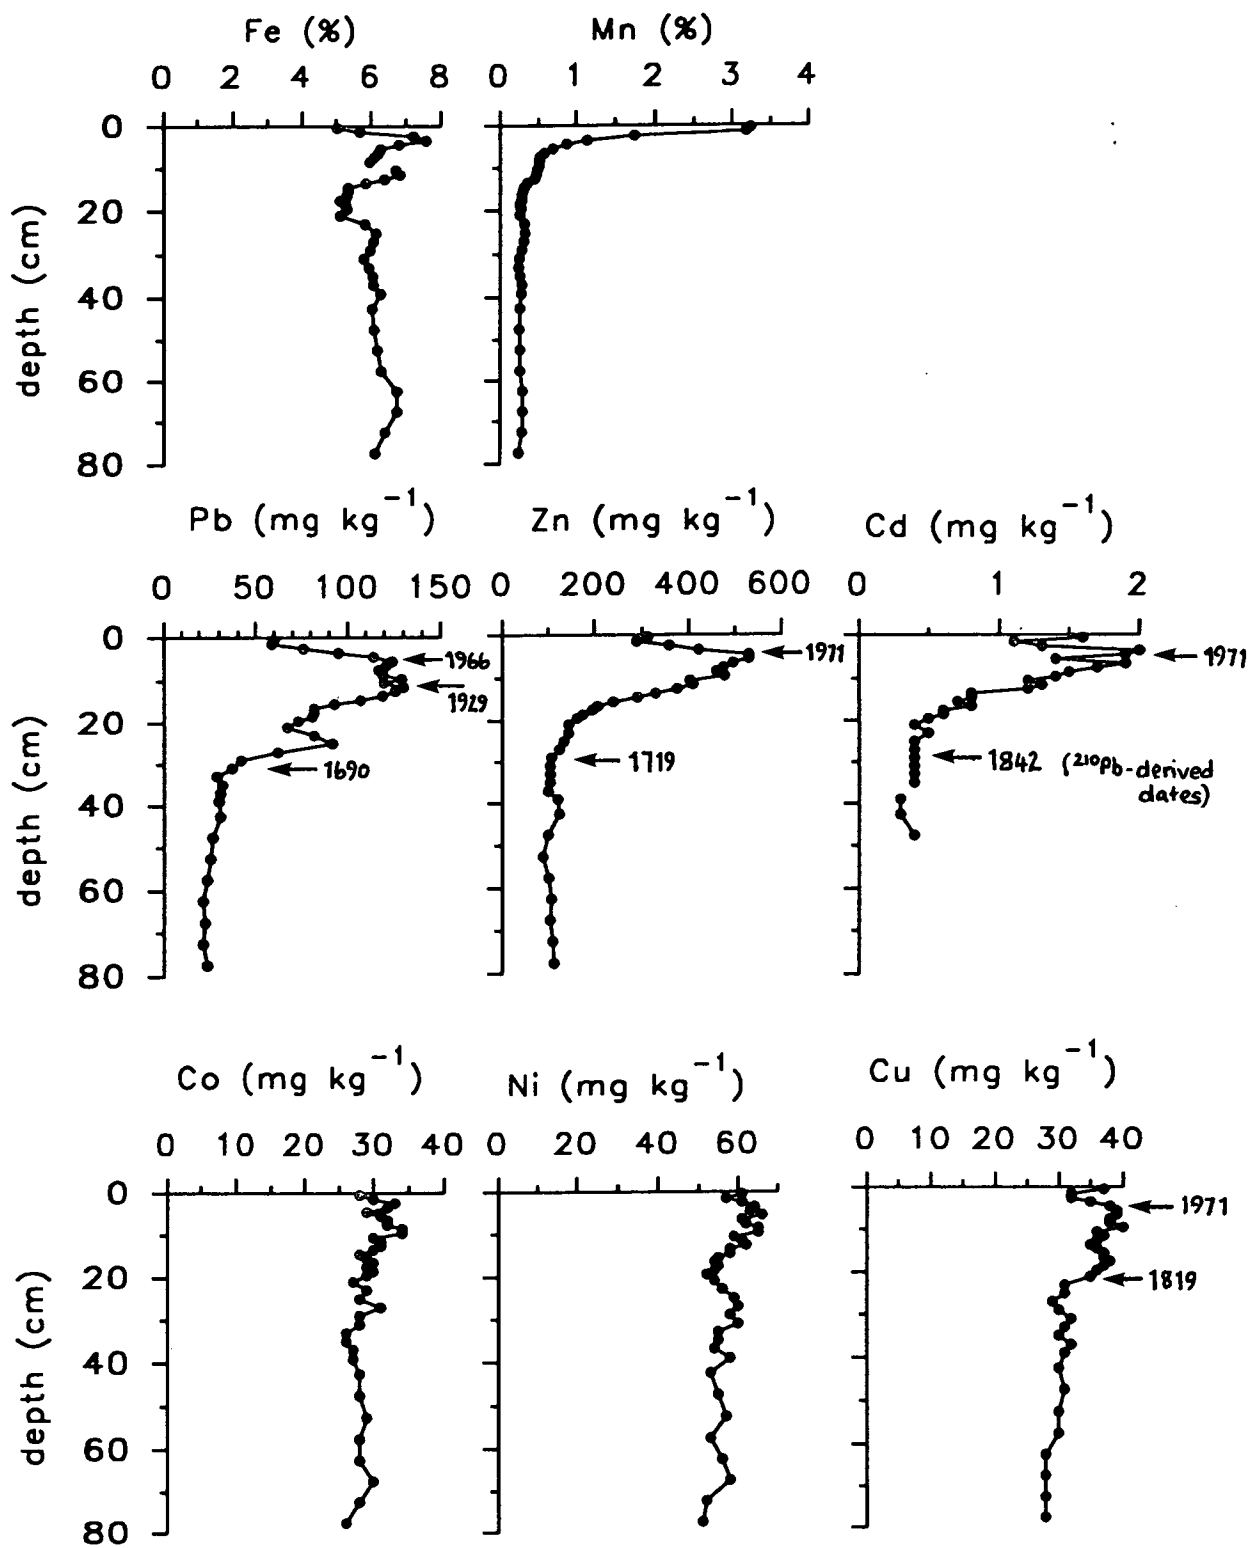 Fe (%) Mn (%)
0 2 4 6 8 0 1 2 3 4
0
20
40
60
80
depth (cm)
Pb (mg kg⁻¹) Zn (mg kg⁻¹) Cd (mg kg⁻¹)
0 50 100 150 0 200 400 600 0 1 2
0
20
40
60
80
depth (cm)
1966
1929
1690
1971
1719
1971
1842 (²¹⁰Pb-derived
dates)
Co (mg kg⁻¹) Ni (mg kg⁻¹) Cu (mg kg⁻¹)
0 10 20 30 40 0 20 40 60 0 10 20 30 40
0
20
40
60
80
depth (cm)
1971
1819